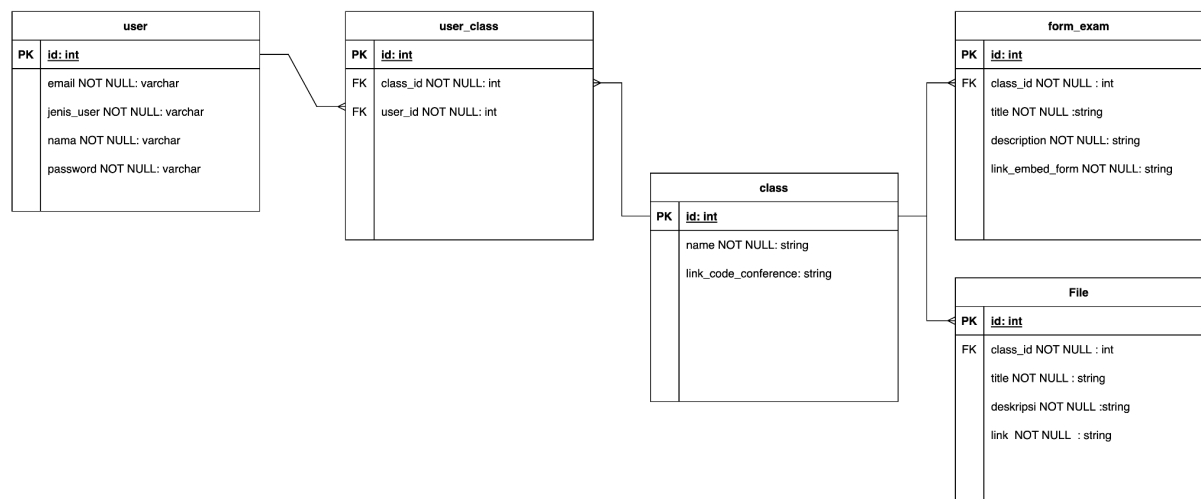 user
PK id: int
email NOT NULL: varchar
jenis_user NOT NULL: varchar
nama NOT NULL: varchar
password NOT NULL: varchar
user_class
PK id: int
FK class_id NOT NULL: int
FK user_id NOT NULL: int
class
PK id: int
name NOT NULL: string
link_code_conference: string
form_exam
PK id: int
FK class_id NOT NULL : int
title NOT NULL :string
description NOT NULL: string
link_embed_form NOT NULL: string
File
PK id: int
FK class_id NOT NULL : int
title NOT NULL : string
deskripsi NOT NULL :string
link NOT NULL : string